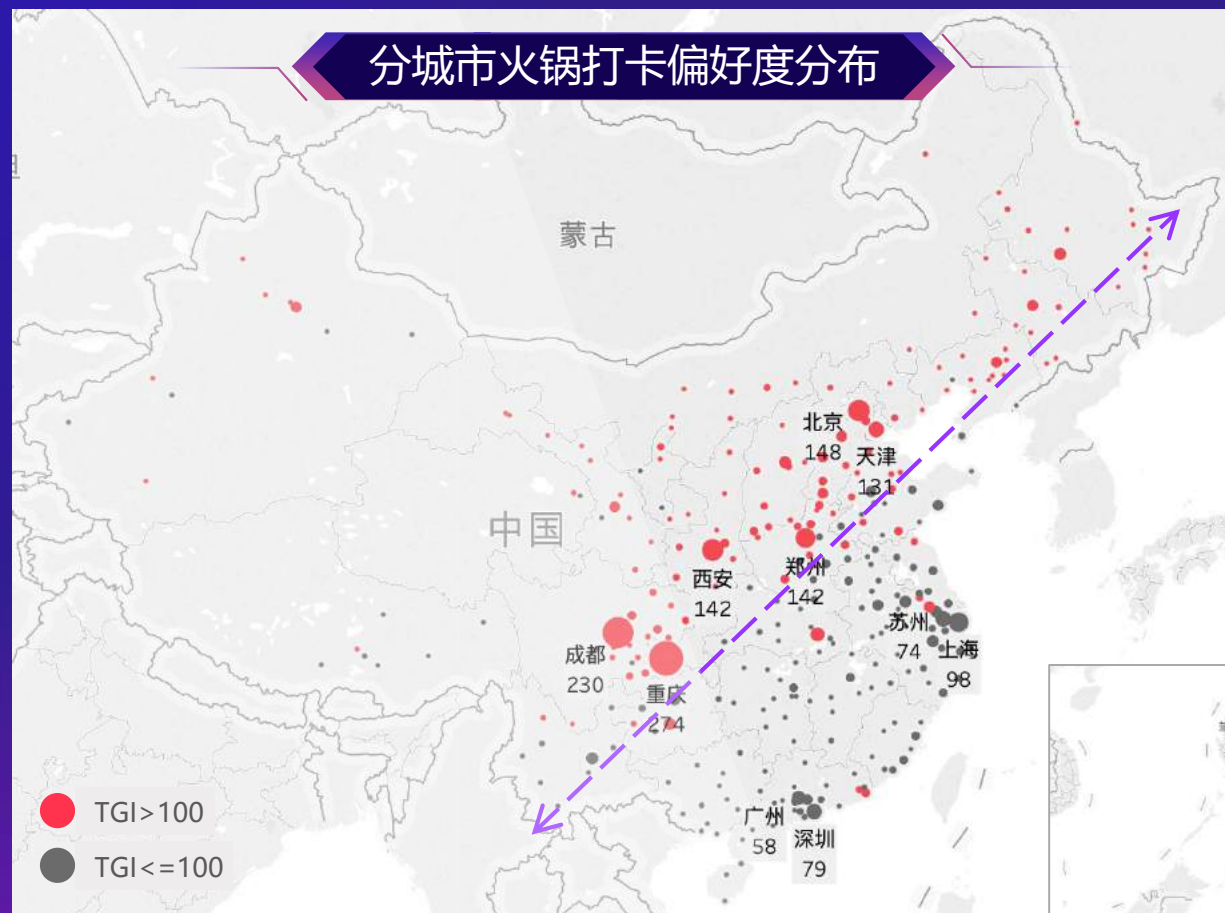 分城市火锅打卡偏好度分布
蒙古
中国
北京
148
天津
131
西安
142
郑州
142
苏州
74
上海
98
成都
230
重庆
274
广州
58
深圳
79
TGI>100
TGI<=100